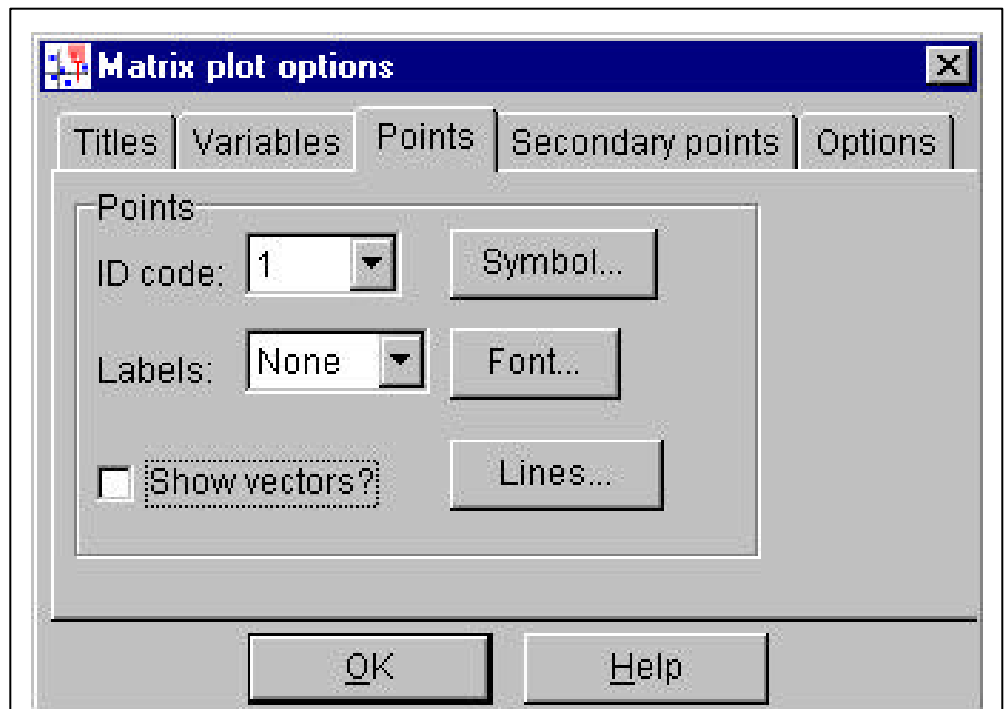 Matrix plot options
Titles Variables Points Secondary points Options
Points
ID code: 1 Symbol...
Labels: None Font...
Show vectors? Lines...
OK Help